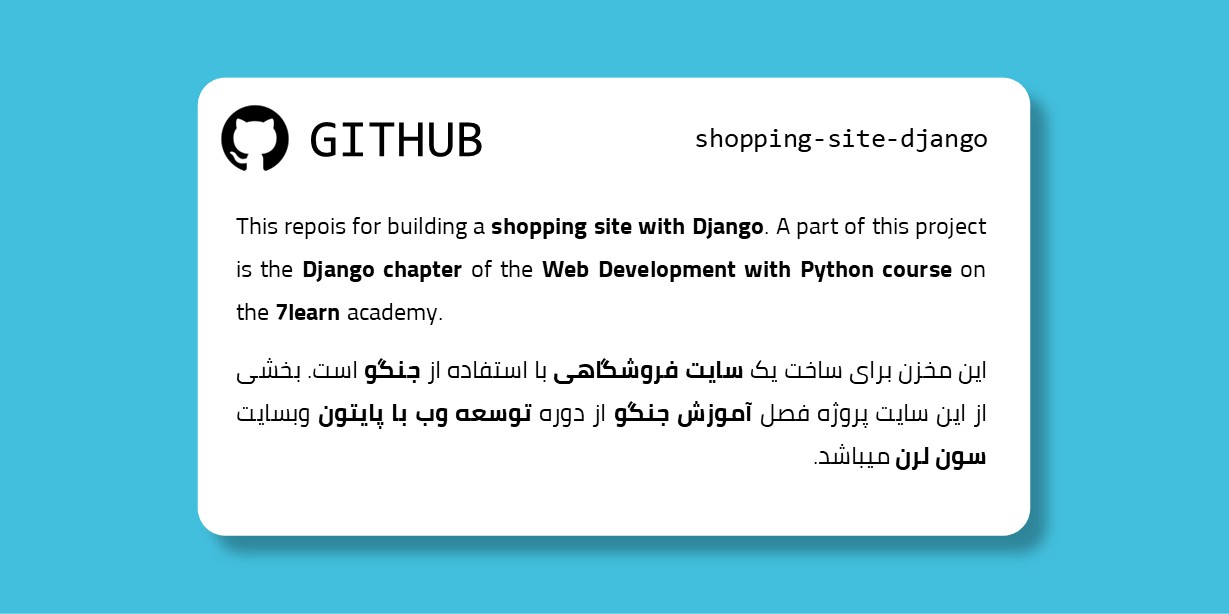 GITHUB
shopping-site-django
This repois for building a shopping site with Django. A part of this project
is the Django chapter of the Web Development with Python course on
the 7learn academy.
این مخزن برای ساخت یک سایت فروشگاهی با استفاده از جنگو است. بخشی
از این سایت پروژه فصل آموزش جنگو از دوره توسعه وب با پایتون وبسایت
سون لرن میباشد.